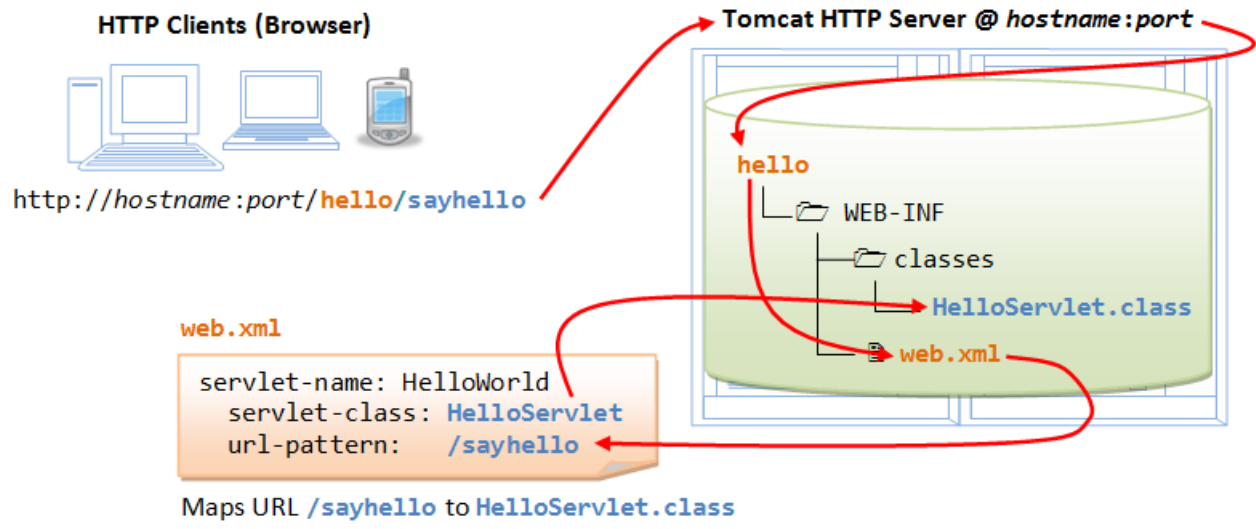 HTTP Clients (Browser)
Tomcat HTTP Server @ hostname:port
http://hostname:port/hello/sayhello
hello
WEB-INF
classes
HelloServlet.class
web.xml
web.xml
servlet-name: HelloWorld
servlet-class: HelloServlet
url-pattern: /sayhello
Maps URL /sayhello to HelloServlet.class